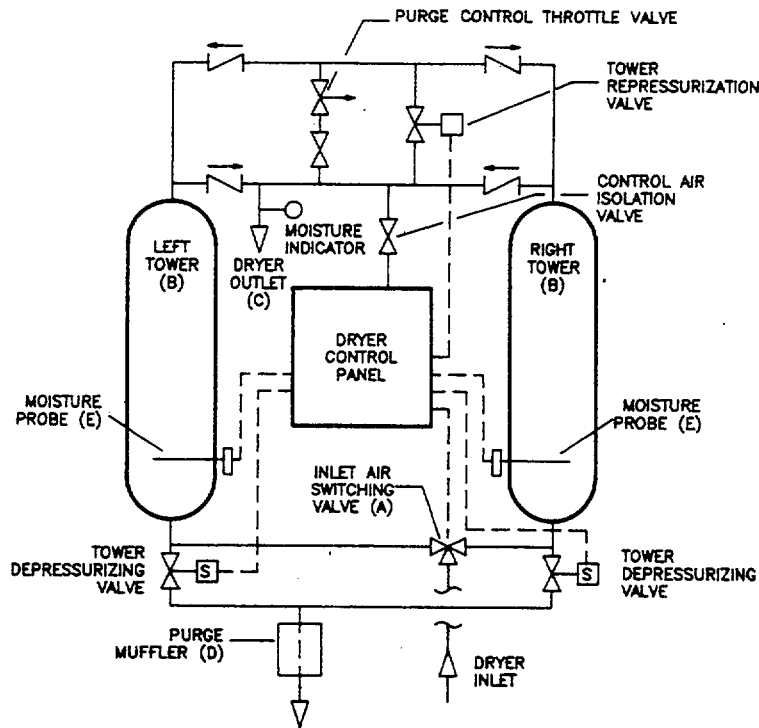 PURGE CONTROL THROTTLE VALVE
TOWER
REPRESSURIZATION
VALVE
CONTROL AIR
ISOLATION
VALVE
MOISTURE
INDICATOR
LEFT
TOWER
(B)
DRYER
OUTLET
(C)
RIGHT
TOWER
(B)
DRYER
CONTROL
PANEL
MOISTURE
PROBE (E)
MOISTURE
PROBE (E)
INLET AIR
SWITCHING
VALVE (A)
TOWER
DEPRESSURIZING
VALVE
S
S
TOWER
DEPRESSURIZING
VALVE
PURGE
MUFFLER (D)
DRYER
INLET